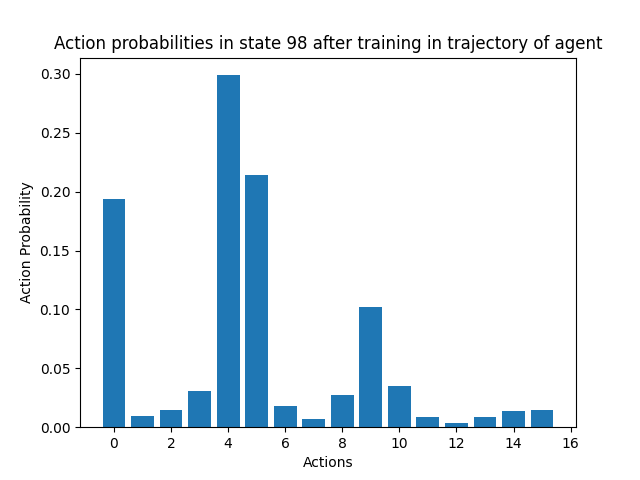 Action probabilities in state 98 after training in trajectory of agent
0.30
0.25
0.20
0.15
0.10
0.05
0.00
Action Probability
0 2 4 6 8 10 12 14 16
Actions